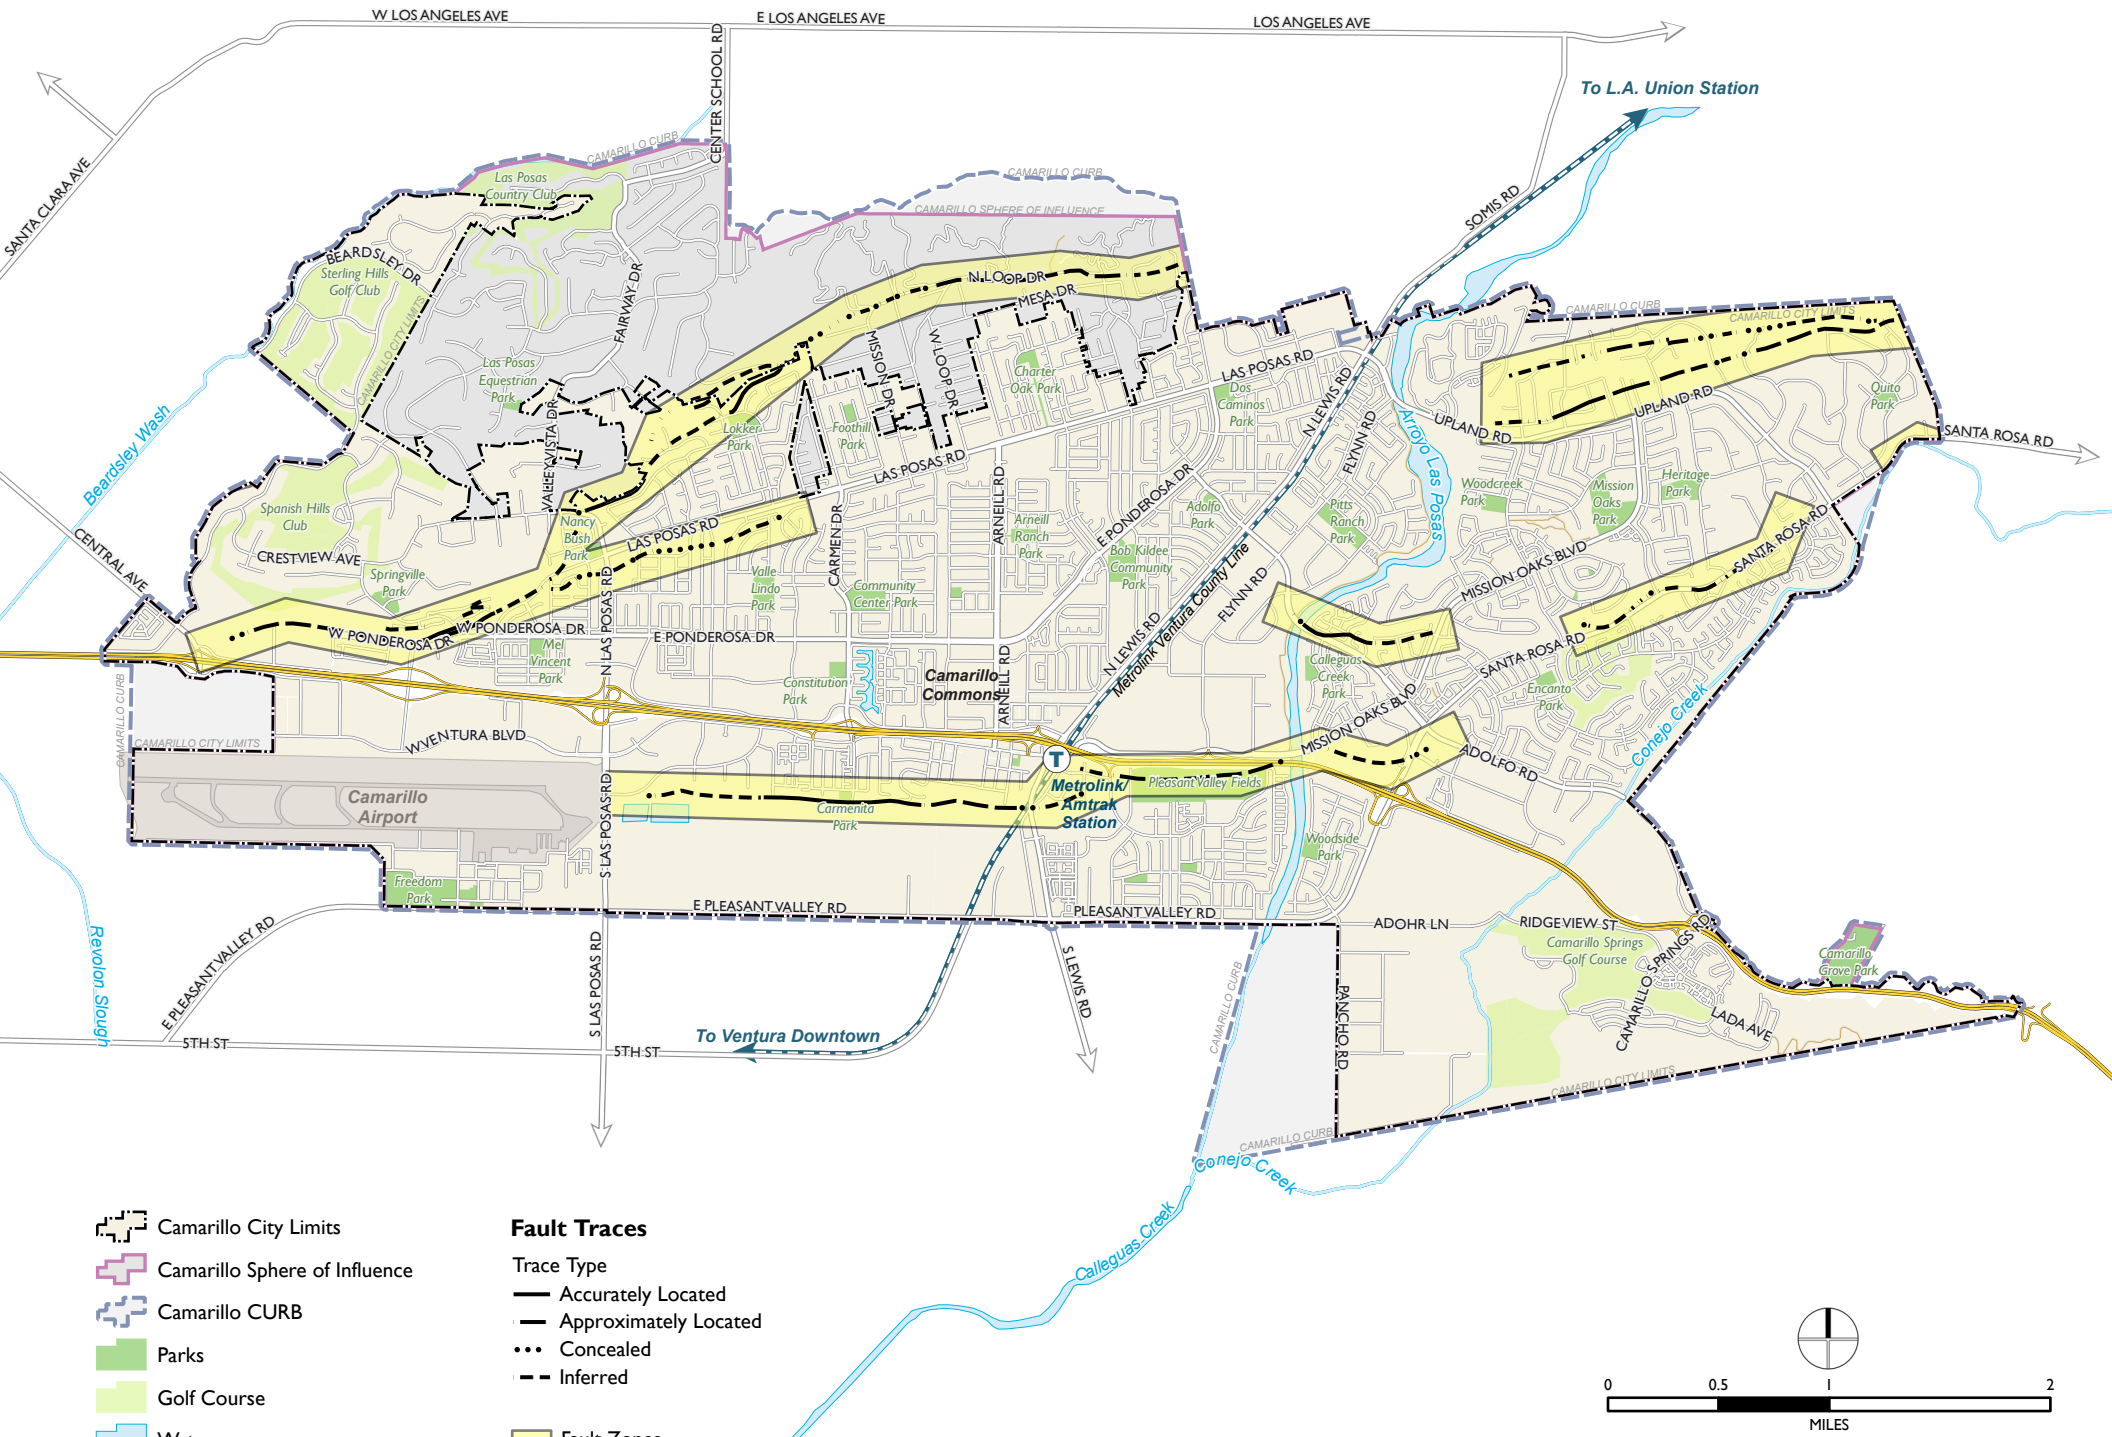 W LOS ANGELES AVE
E LOS ANGELES AVE
LOS ANGELES AVE
CENTER SCHOOL RD
To L.A. Union Station
SANTA CLARA AVE
CAMARILLO CURB
CAMARILLO CURB
CAMARILLO SPHERE OF INFLUENCE
SOMIS RD
Las Posas
Country Club
BEARDSLEY DR
Sterling Hills
Golf Club
FAIRWAY DR
N LOOP DR
MESA DR
CAMARILLO CITY LIMITS
CAMARILLO CURB
CAMARILLO CITY LIMITS
Las Posas
Equestrian
Park
MISSION DR
W LOOP DR
Charter
Oak Park
LAS POSAS RD
Dos
Caminos
Park
N LEWIS RD
FLYNN RD
Arroyo Las Posas
UPLAND RD
UPLAND RD
Quito
Park
SANTA ROSA RD
Beardsley Wash
VALLEY VISTA DR
Lokker
Park
Foothill
Park
LAS POSAS RD
ARNEILL RD
E PONDEROSA DR
Adolfo
Park
Pitts
Ranch
Park
Woodcreek
Park
Mission
Oaks
Park
Heritage
Park
Spanish Hills
Club
Nancy
Bush
Park
LAS POSAS RD
CARMEN DR
Arneill
Ranch
Park
Bob Kildee
Community
Park
CENTRAL AVE
CRESTVIEW AVE
Springville
Park
Valle
Lindo
Park
Community
Center Park
FLYNN RD
MISSION OAKS BLVD
SANTA ROSA RD
W PONDEROSA DR
W PONDEROSA DR
N LAS POSAS RD
E PONDEROSA DR
Mel
Vincent
Park
Constitution
Park
Camarillo
Commons
ARNEILL RD
N LEWIS RD
Metrolink Ventura County Line
Calleguas
Creek
Park
SANTA ROSA RD
Encanto
Park
Conejo Creek
CAMARILLO CURB
CAMARILLO CITY LIMITS
W VENTURA BLVD
MISSION OAKS BLVD
ADOLFO RD
T
Metrolink/
Amtrak
Station
Pleasant Valley Fields
Camarillo
Airport
S LAS POSAS RD
Carmenita
Park
Woodside
Park
Freedom
Park
E PLEASANT VALLEY RD
PLEASANT VALLEY RD
ADOHR LN
RIDGEVIEW ST
Camarillo Springs
Golf Course
CAMARILLO SPRINGS RD
Camarillo
Grove Park
Revolon Slough
E PLEASANT VALLEY RD
S LAS POSAS RD
S LEWIS RD
CAMARILLO CURB
PANCHO RD
LADA AVE
5TH ST
5TH ST
To Ventura Downtown
CAMARILLO CITY LIMITS
CAMARILLO CURB
Conejo Creek
Calleguas Creek
Camarillo City Limits
Camarillo Sphere of Influence
Camarillo CURB
Parks
Golf Course
Fault Traces
Trace Type
Accurately Located
Approximately Located
Concealed
Inferred
Fault Zones
0 0.5 1 2
MILES